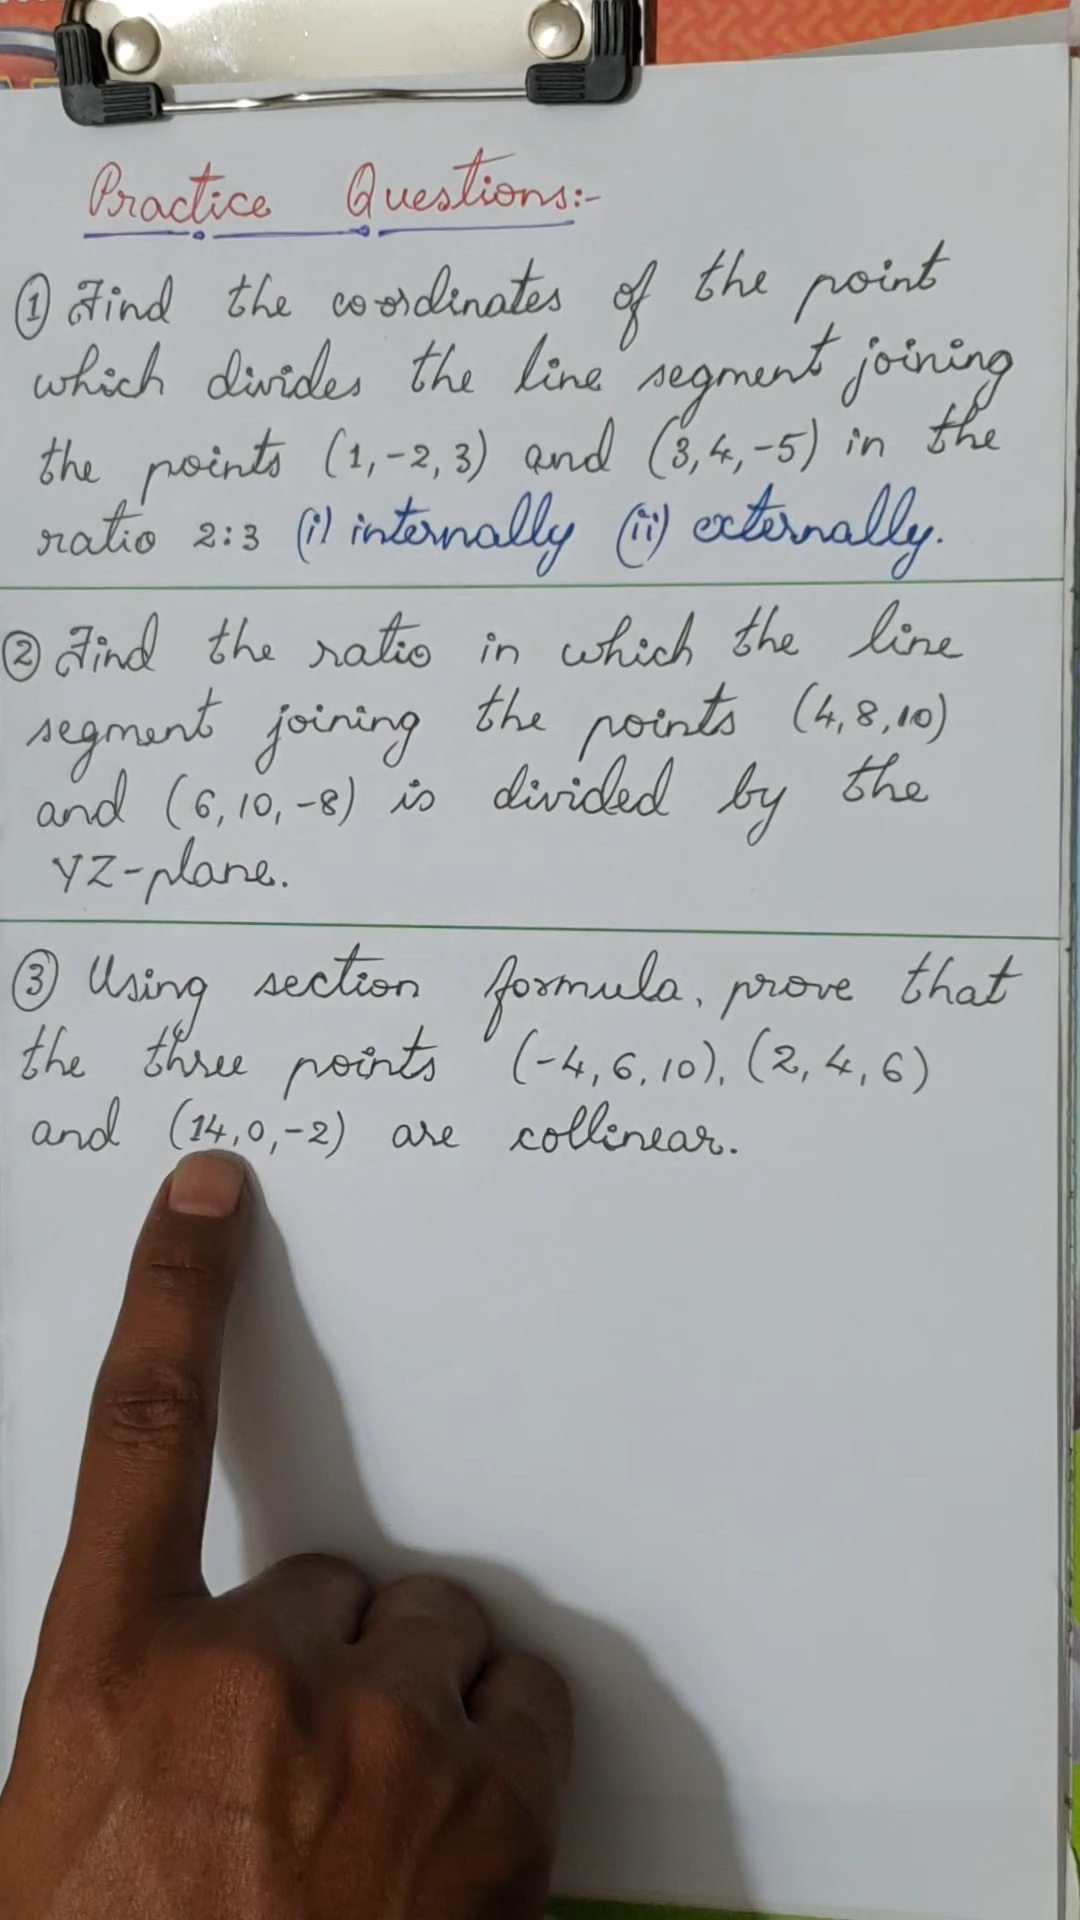 Practice Questions:-
① Find the coordinates of the point
which divides the line segment joining
the points (1,-2,3) and (3,4,-5) in the
ratio 2:3 (i) internally (ii) externally.
② Find the ratio in which the line
segment joining the points (4,8,10)
and (6,10,-8) is divided by the
YZ-plane.
③ Using section formula, prove that
the three points (-4,6,10), (2,4,6)
and (14,0,-2) are collinear.